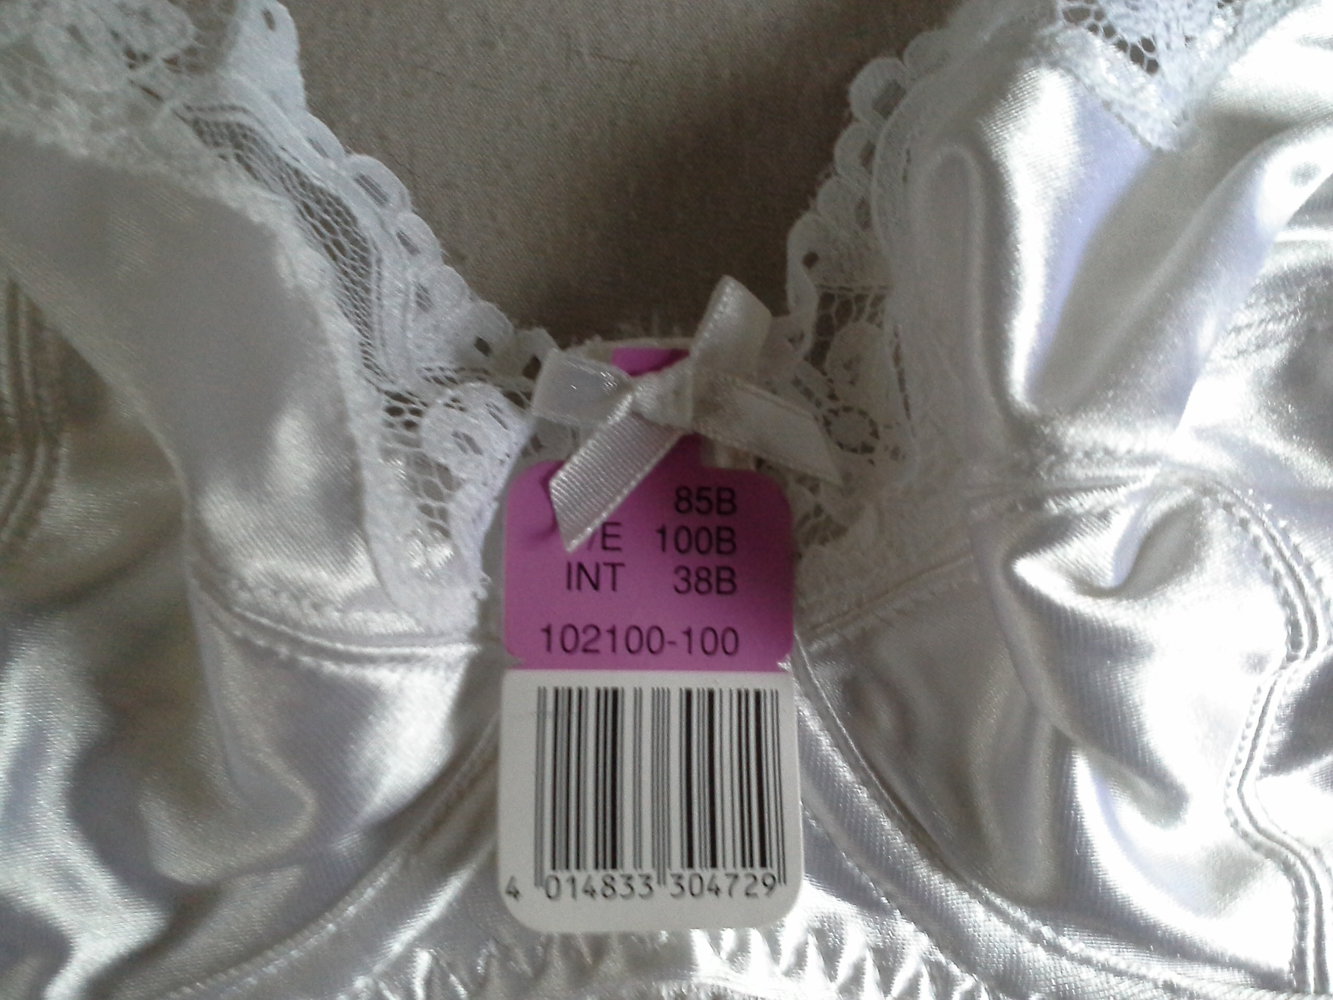 85B
/E 100B
INT 38B
102100-100
4 014833 304729